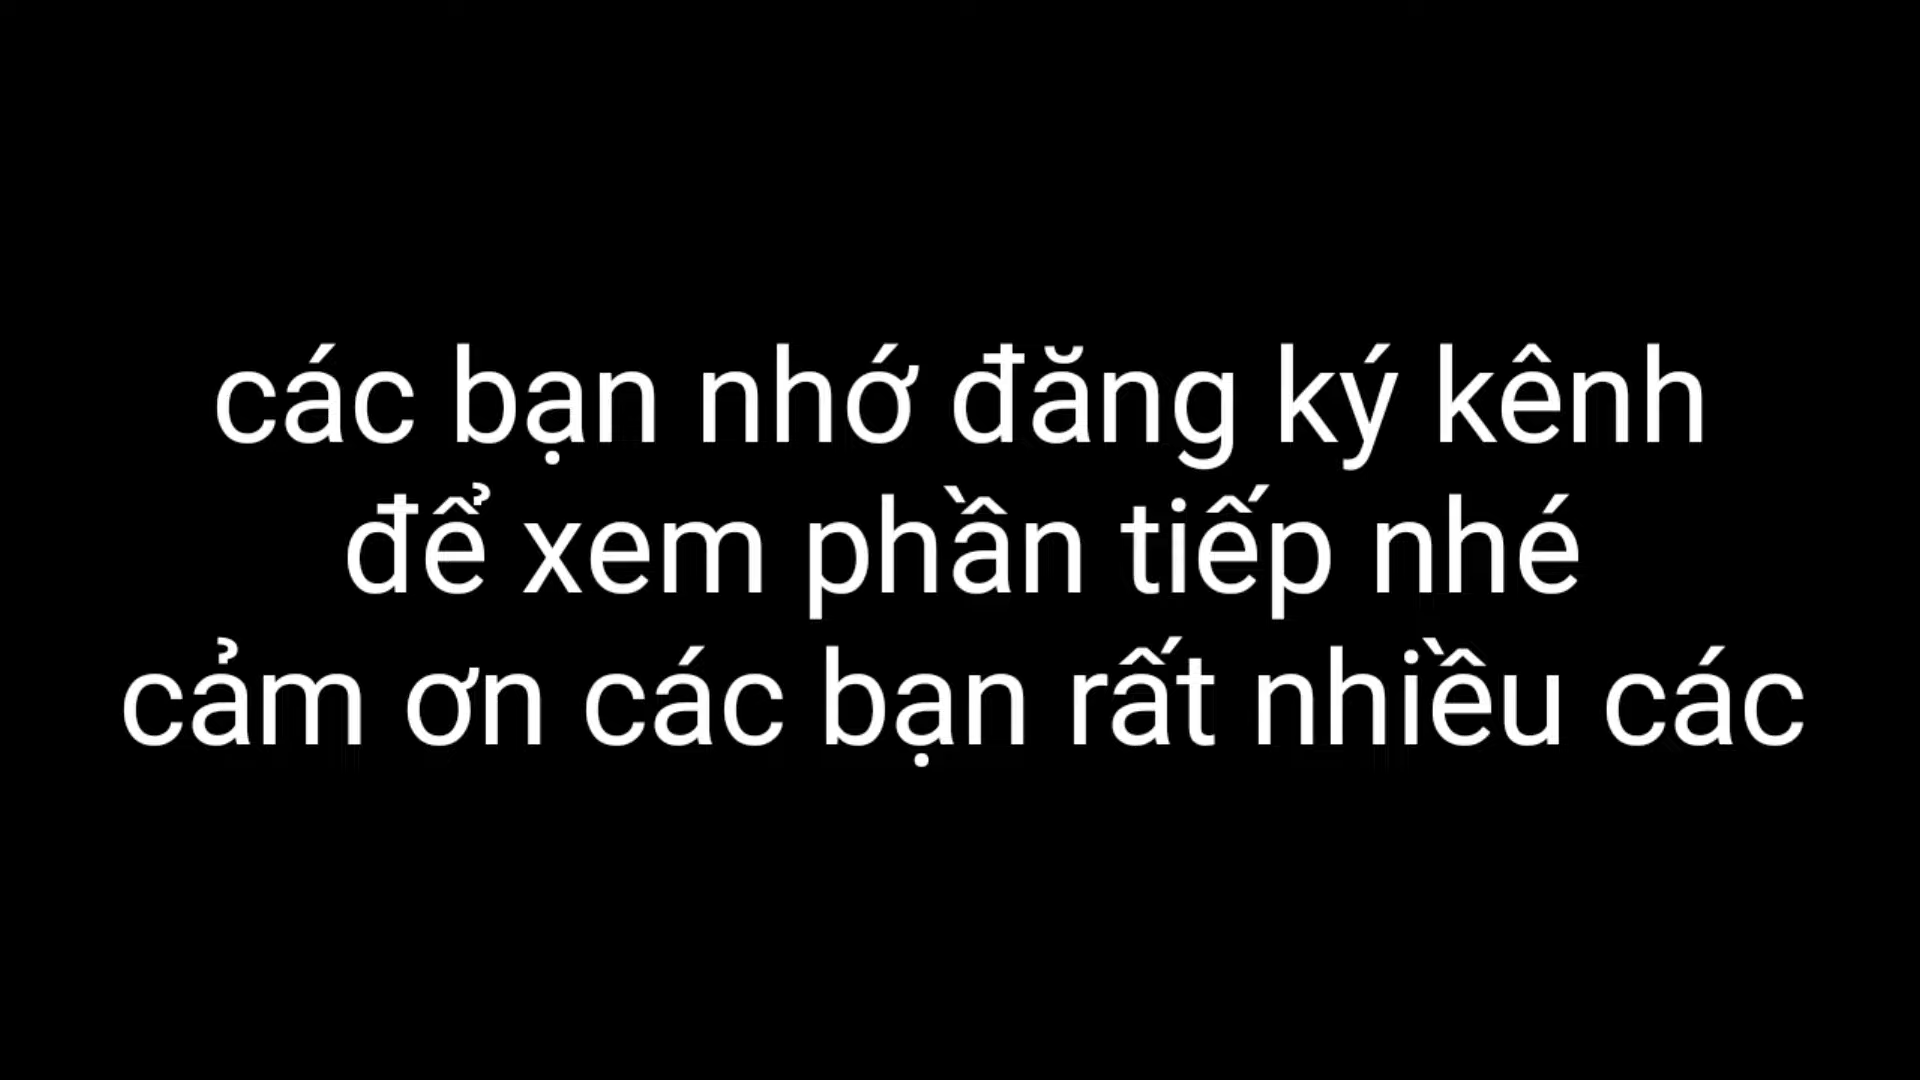 các bạn nhớ đăng ký kênh
để xem phần tiếp nhé
cảm ơn các bạn rất nhiều các